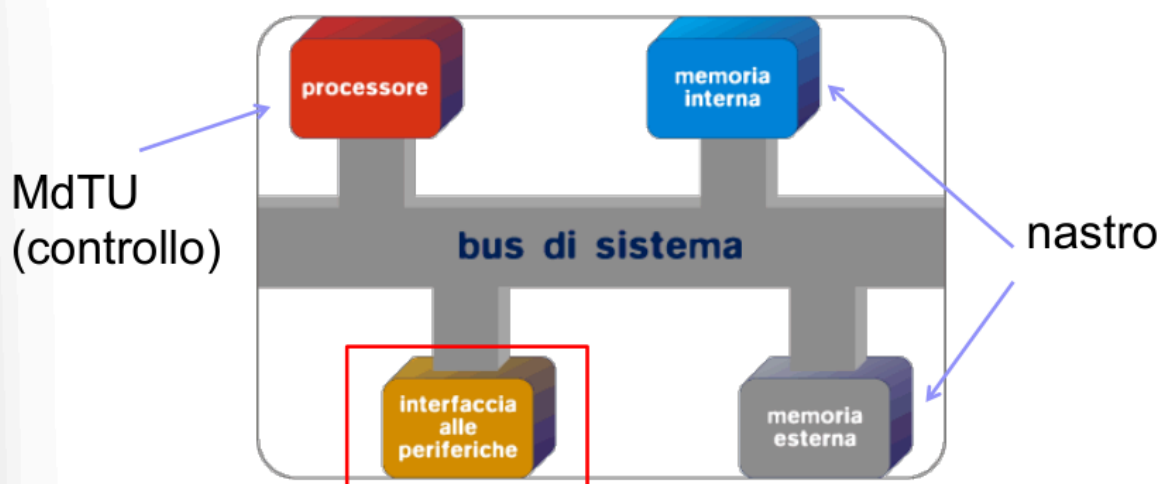 processore
memoria
interna
MdTU
(controllo)
nastro
bus di sistema
interfaccia
alle
periferiche
memoria
esterna